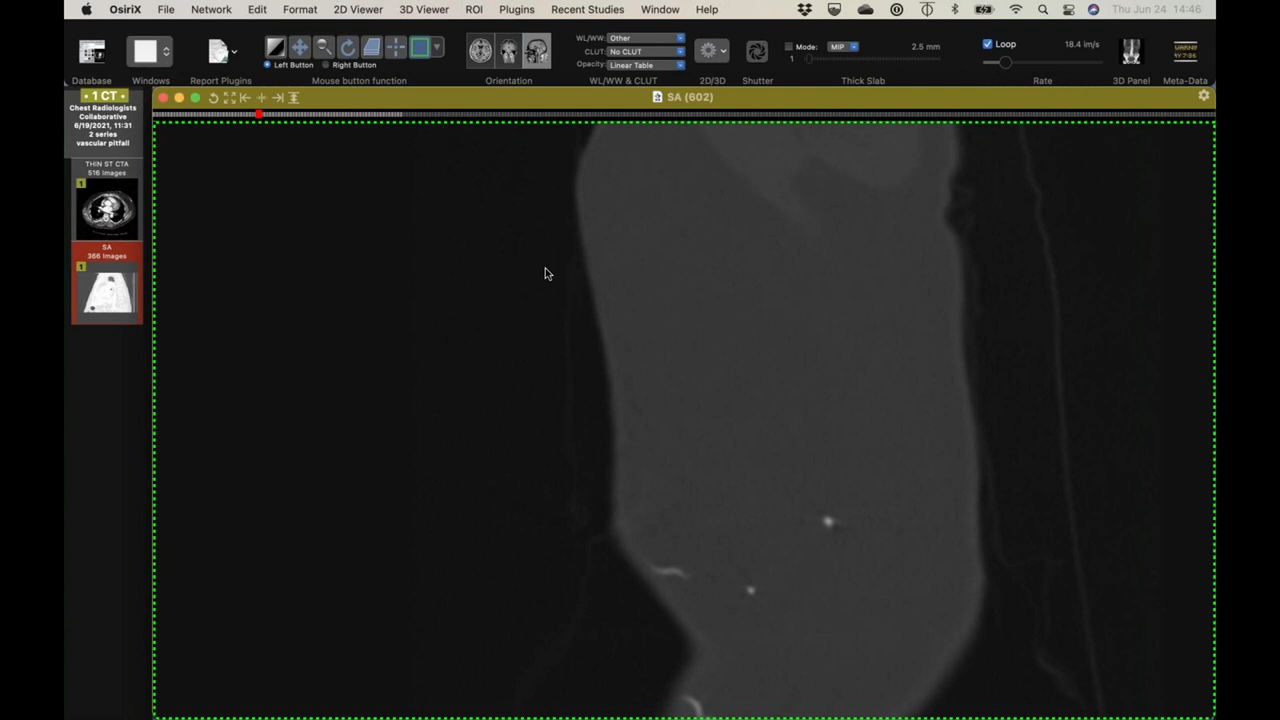 OsiriX File Network Edit Format 2D Viewer 3D Viewer ROI Plugins Recent Studies Window Help Thu Jun 24 14:46
WL/WW: Other
CLUT: No CLUT
Opacity: Linear Table
Mode: MIP 2.5 mm
1
Loop 18.4 im/s
Left Button Right Button
Database Windows Report Plugins Mouse button function Orientation WL/WW & CLUT 2D/3D Shutter Thick Slab Rate 3D Panel Meta-Data
• 1 CT •
Chest Radiologists
Collaborative
6/19/2021, 11:31
2 series
vascular pitfall
SA (602)
THIN ST CTA
516 Images
1
SA
366 Images
1